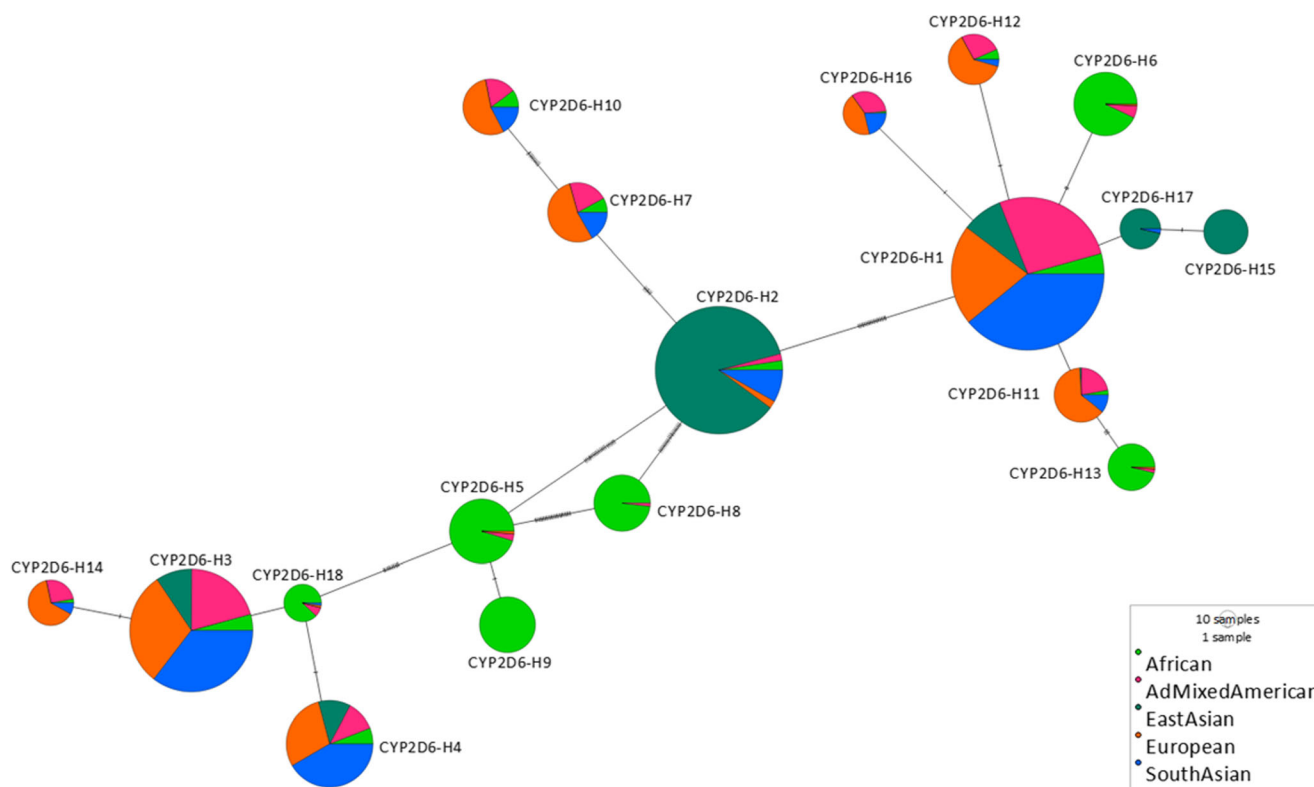 CYP2D6-H12
CYP2D6-H6
CYP2D6-H16
CYP2D6-H10
CYP2D6-H7
CYP2D6-H17
CYP2D6-H1
CYP2D6-H15
CYP2D6-H2
CYP2D6-H11
CYP2D6-H13
CYP2D6-H5
CYP2D6-H8
CYP2D6-H14
CYP2D6-H3
CYP2D6-H18
CYP2D6-H9
CYP2D6-H4
10 samples
1 sample
African
AdMixedAmerican
EastAsian
European
SouthAsian